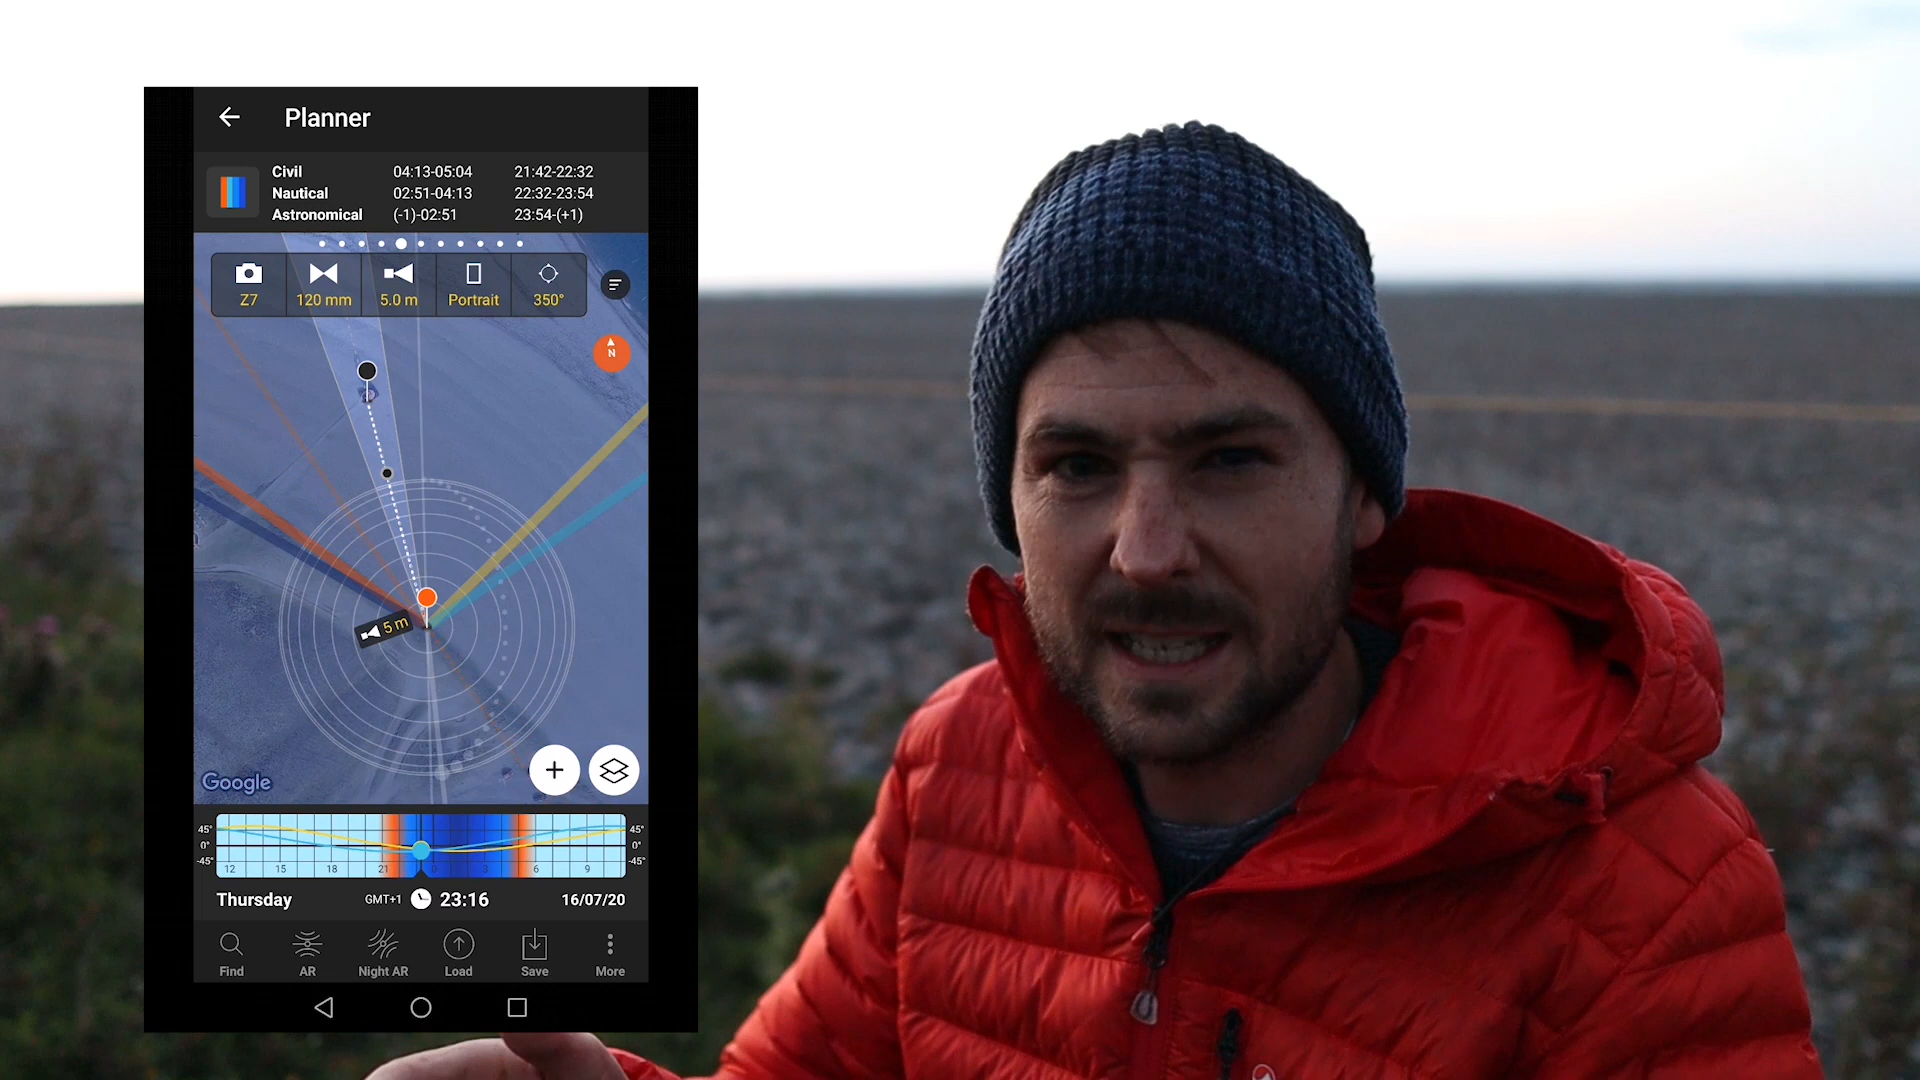 Planner
Civil 04:13-05:04 21:42-22:32
Nautical 02:51-04:13 22:32-23:54
Astronomical (-1)-02:51 23:54-(+1)
Z7 120 mm 5.0 m Portrait 350°
N
5 m
Google
45° 45°
0° 0°
-45° -45°
12 15 18 21 0 3 6 9
Thursday GMT+1 23:16 16/07/20
Find AR Night AR Load Save More